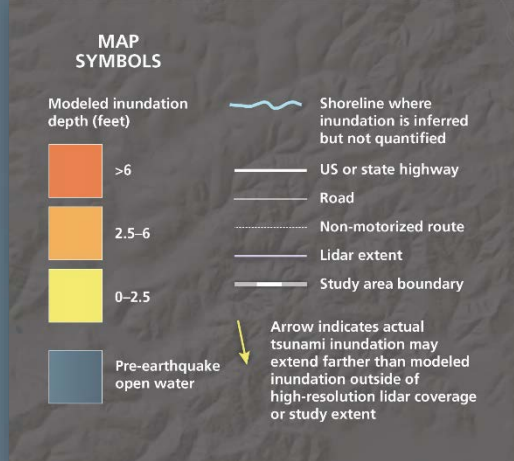 MAP
SYMBOLS
Modeled inundation
depth (feet)
>6
2.5–6
0–2.5
Pre-earthquake
open water
Shoreline where
inundation is inferred
but not quantified
US or state highway
Road
Non-motorized route
Lidar extent
Study area boundary
Arrow indicates actual
tsunami inundation may
extend farther than modeled
inundation outside of
high-resolution lidar coverage
or study extent